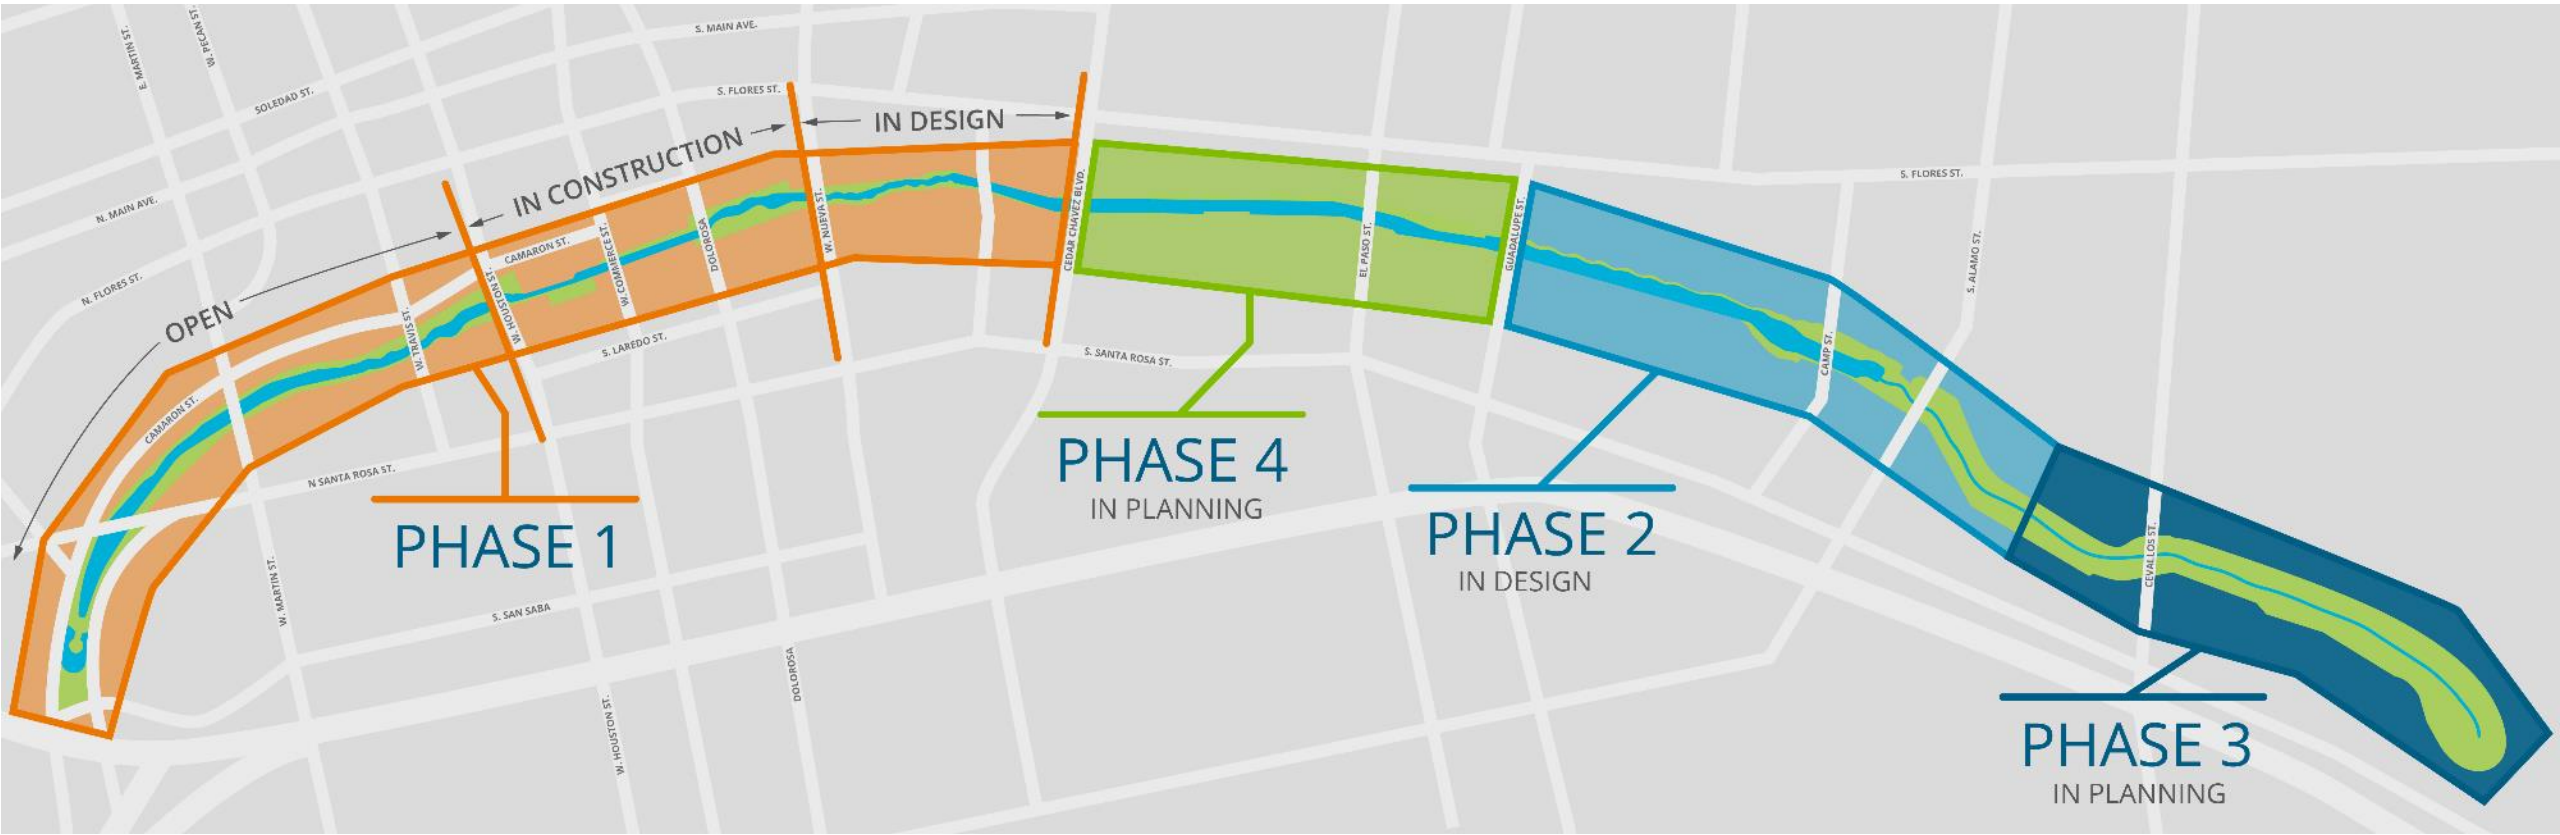 E. MARTIN ST.
W. PECAN ST.
S. MAIN AVE.
SOLEDAD ST.
S. FLORES ST.
IN DESIGN
IN CONSTRUCTION
N. MAIN AVE.
S. FLORES ST.
CEDAR CHAVEZ BLVD.
GUADALUPE ST.
W. NUEVA ST.
DOLOROSA
W. COMMERCE ST.
CAMARON ST.
EL PASO ST.
S. ALAMO ST.
N. FLORES ST.
OPEN
W. HOUSTON ST.
W. TRAVIS ST.
S. LAREDO ST.
S. SANTA ROSA ST.
CAMP ST.
CAMARON ST.
N SANTA ROSA ST.
PHASE 4
IN PLANNING
PHASE 1
PHASE 2
IN DESIGN
CEVALLOS ST.
W. MARTIN ST.
S. SAN SABA
DOLOROSA
W. HOUSTON ST.
PHASE 3
IN PLANNING